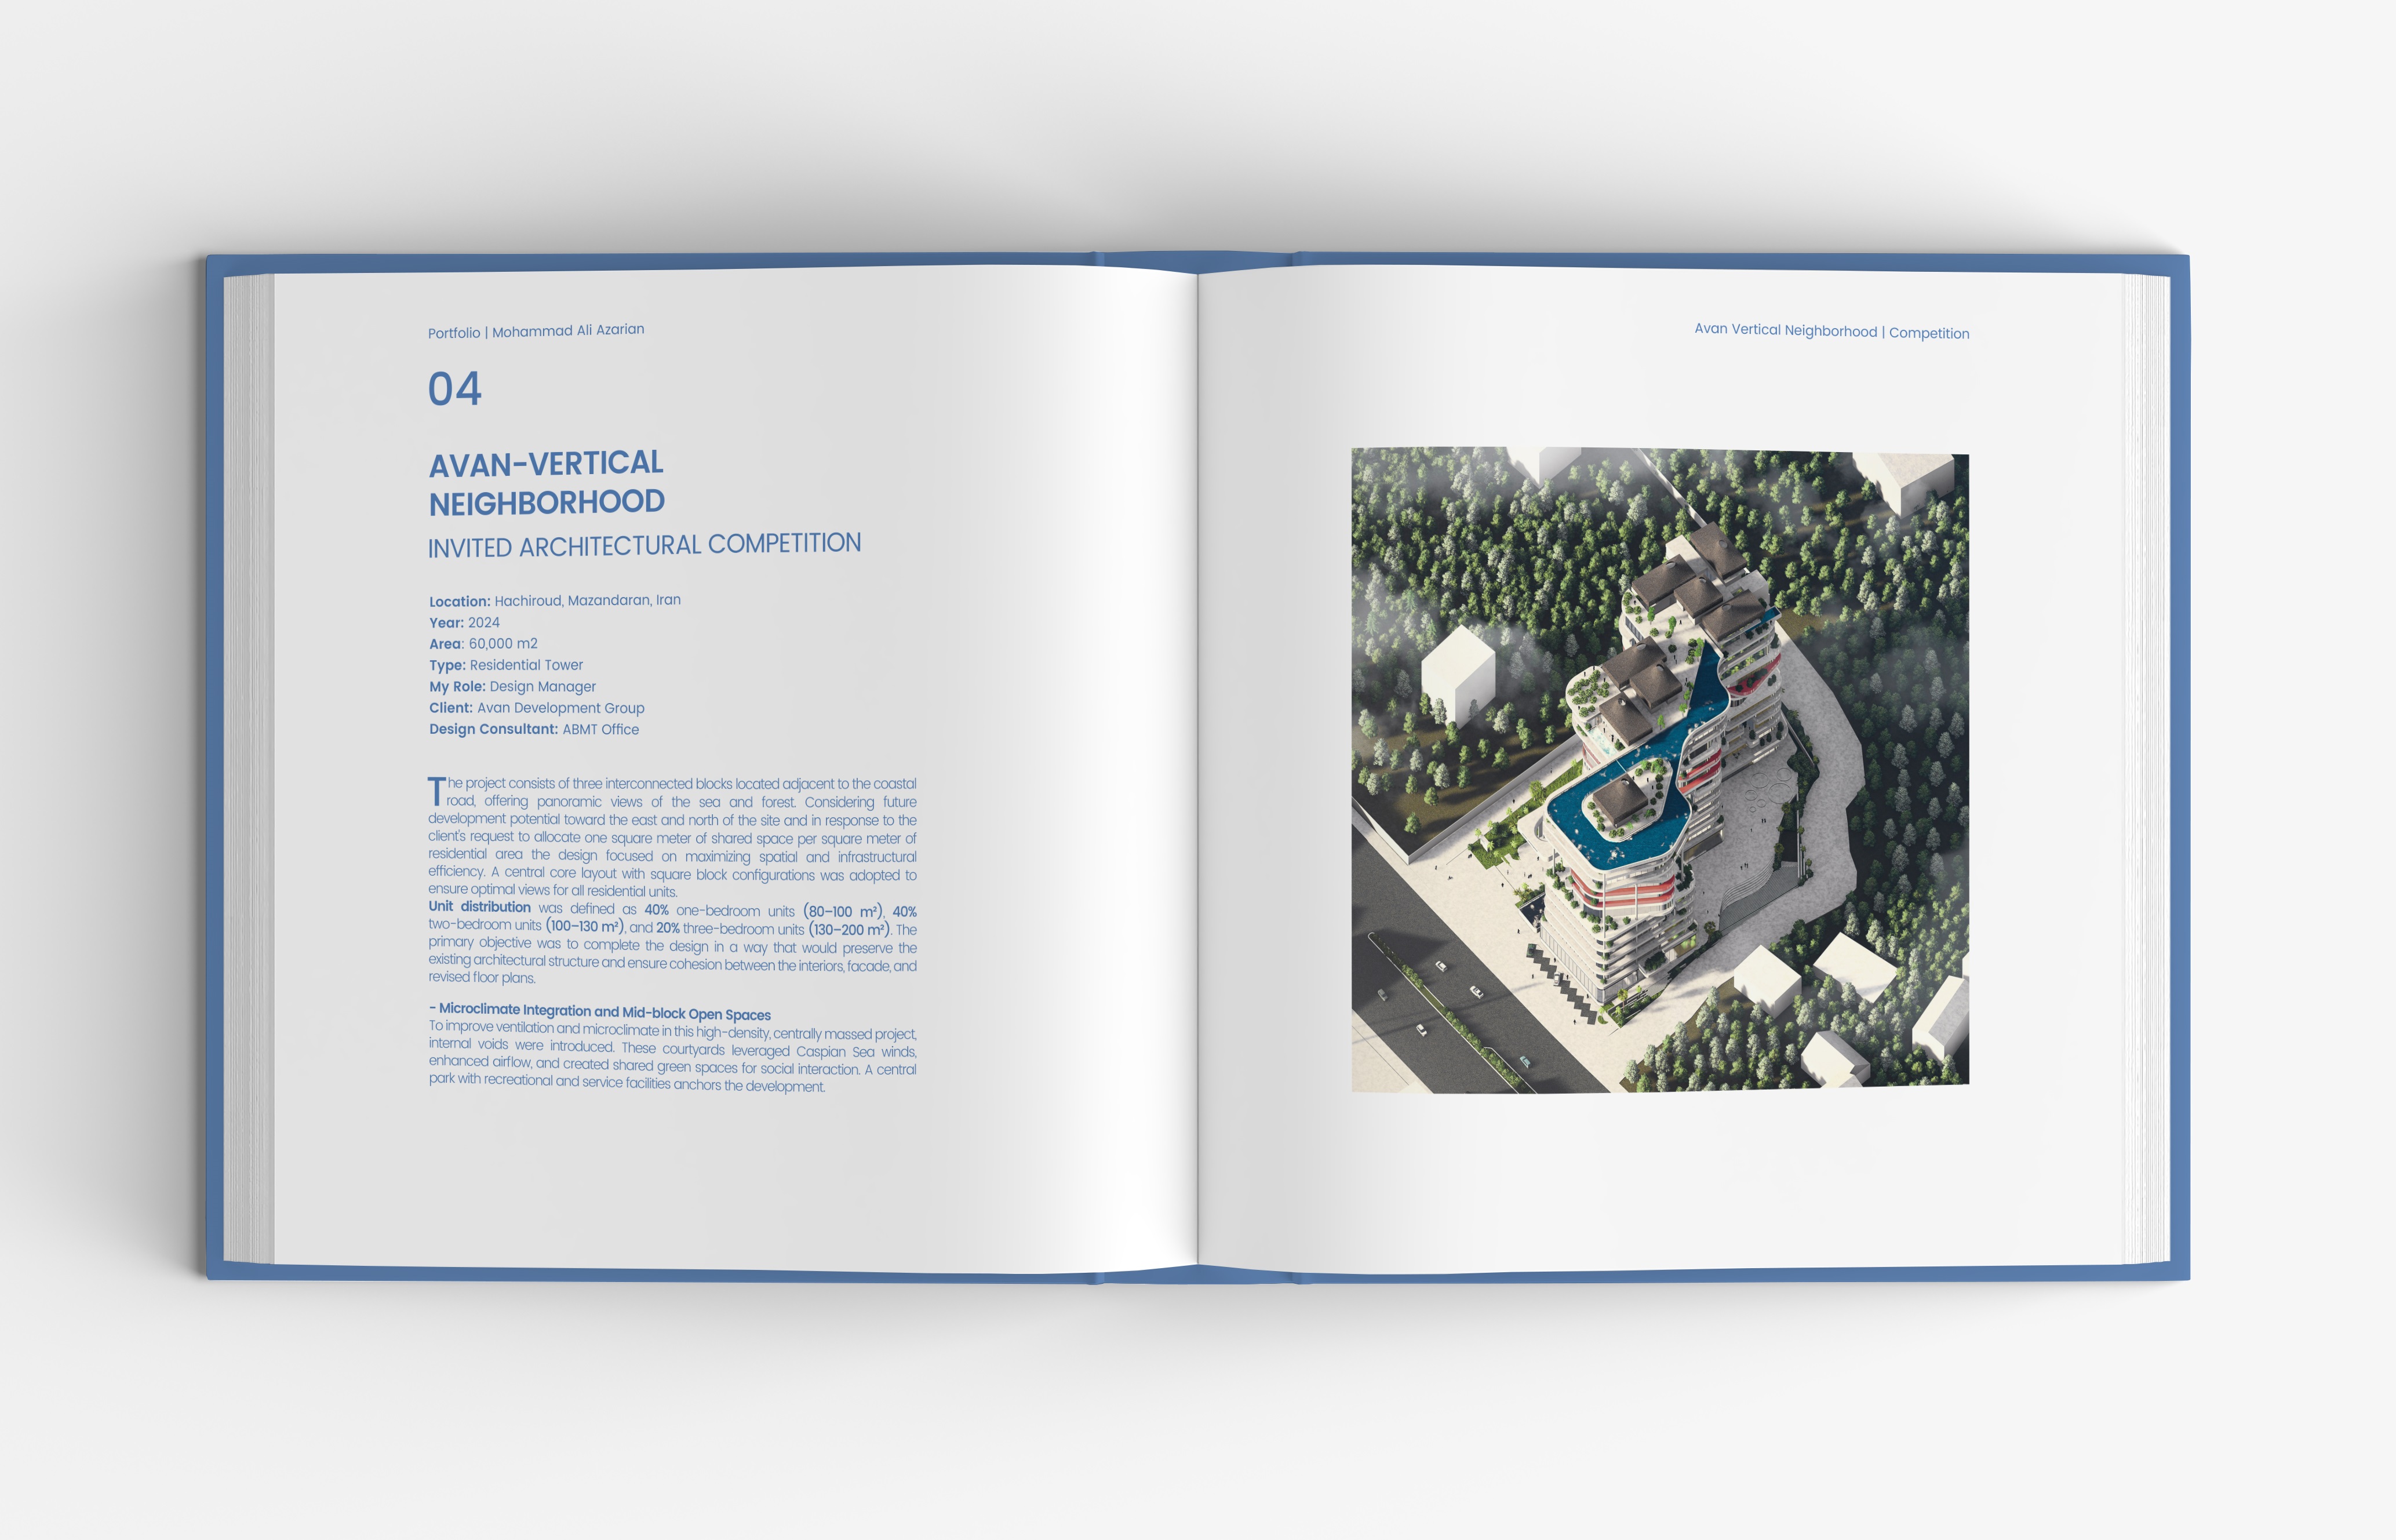 Portfolio | Mohammad Ali Azarian
04
AVAN-VERTICAL
NEIGHBORHOOD
INVITED ARCHITECTURAL COMPETITION
Location: Hachiroud, Mazandaran, Iran
Year: 2024
Area: 60,000 m2
Type: Residential Tower
My Role: Design Manager
Client: Avan Development Group
Design Consultant: ABMT Office
The project consists of three interconnected blocks located adjacent to the coastal
road, offering panoramic views of the sea and forest. Considering future
development potential toward the east and north of the site and in response to the
client's request to allocate one square meter of shared space per square meter of
residential area the design focused on maximizing spatial and infrastructural
efficiency. A central core layout with square block configurations was adopted to
ensure optimal views for all residential units.
Unit distribution was defined as 40% one-bedroom units (80–100 m²), 40%
two-bedroom units (100–130 m²), and 20% three-bedroom units (130–200 m²). The
primary objective was to complete the design in a way that would preserve the
existing architectural structure and ensure cohesion between the interiors, facade, and
revised floor plans.
- Microclimate Integration and Mid-block Open Spaces
To improve ventilation and microclimate in this high-density, centrally massed project,
internal voids were introduced. These courtyards leveraged Caspian Sea winds,
enhanced airflow, and created shared green spaces for social interaction. A central
park with recreational and service facilities anchors the development.
Avan Vertical Neighborhood | Competition